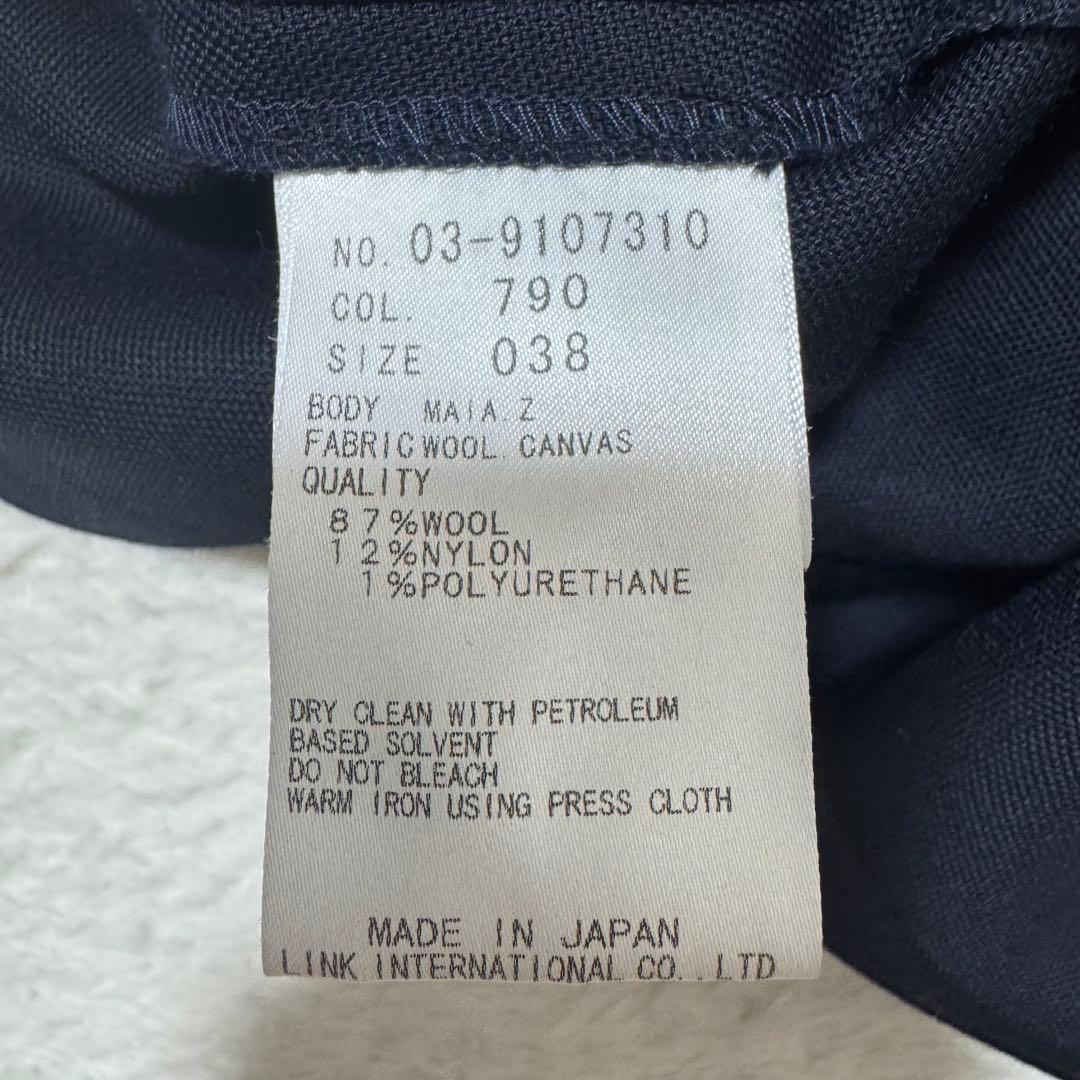 NO. 03-9107310
COL. 790
SIZE 038
BODY MAIA.Z
FABRIC WOOL CANVAS
QUALITY
87%WOOL
12%NYLON
1%POLYURETHANE
DRY CLEAN WITH PETROLEUM
BASED SOLVENT
DO NOT BLEACH
WARM IRON USING PRESS CLOTH
MADE IN JAPAN
LINK INTERNATIONAL CO.,LTD